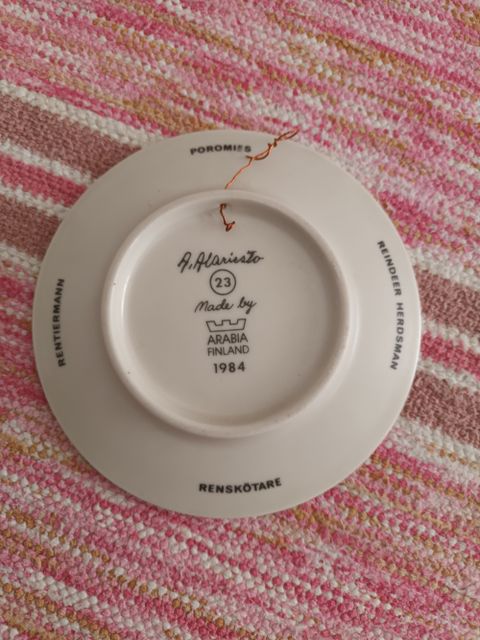 POROMIES
REINDEER HERDSMAN
RENSKÖTARE
RENTIERMANN
A. Alariesto
23
Made by
ARABIA
FINLAND
1984